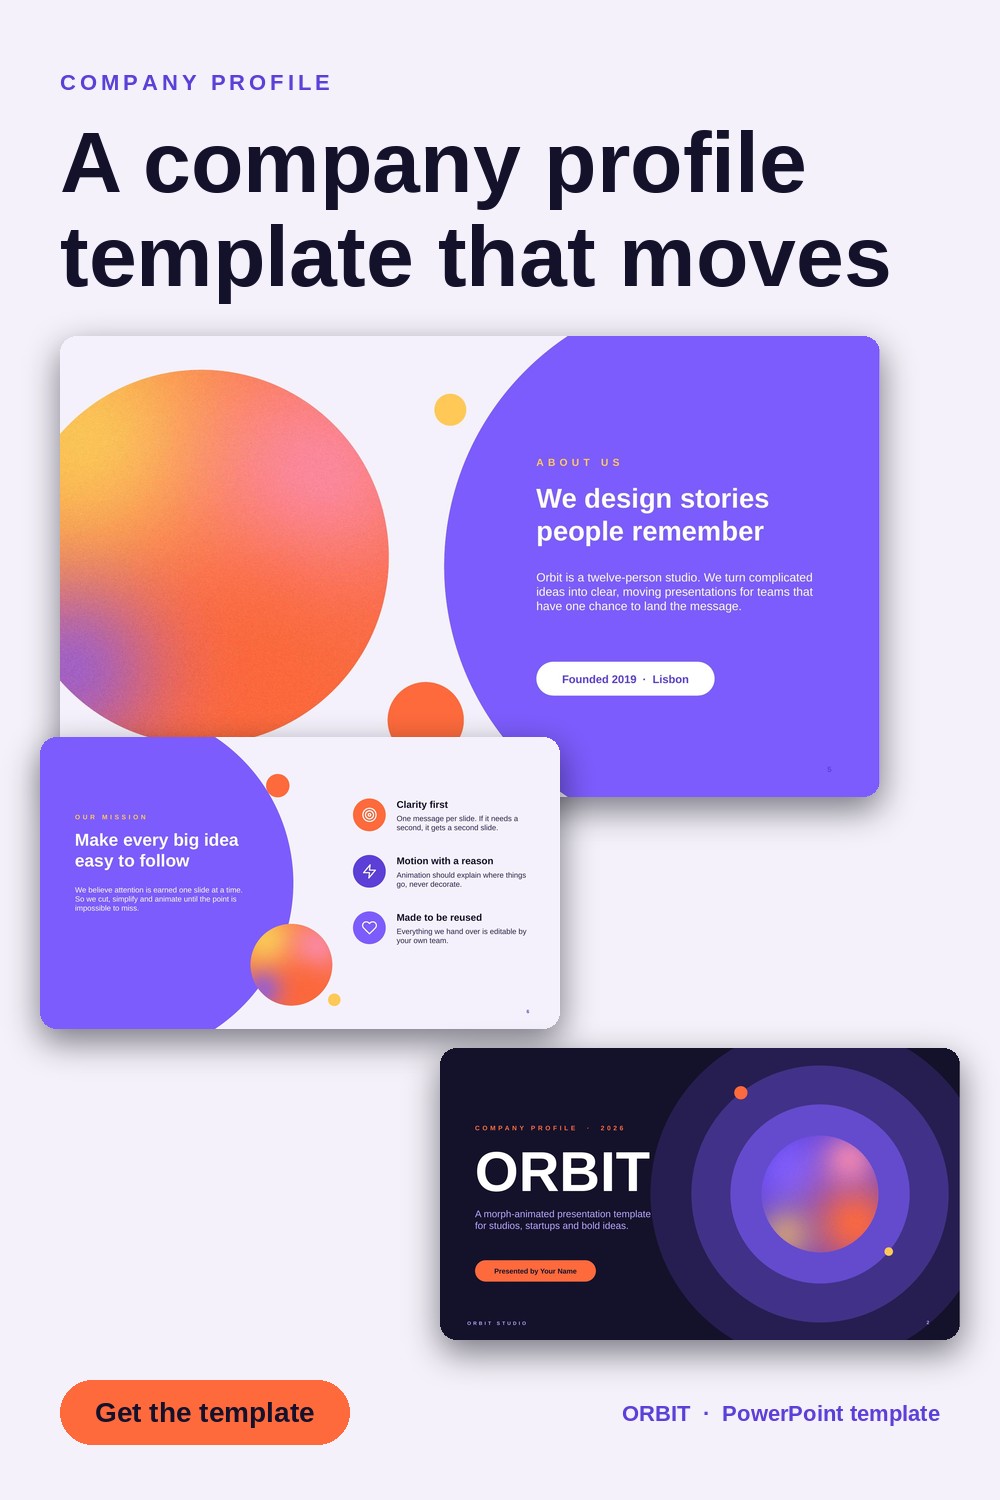 COMPANY PROFILE
A company profile
template that moves
ABOUT US
We design stories
people remember
Orbit is a twelve-person studio. We turn complicated
ideas into clear, moving presentations for teams that
have one chance to land the message.
Founded 2019 · Lisbon
5
OUR MISSION
Make every big idea
easy to follow
We believe attention is earned one slide at a time.
So we cut, simplify and animate until the point is
impossible to miss.
Clarity first
One message per slide. If it needs a
second, it gets a second slide.
Motion with a reason
Animation should explain where things
go, never decorate.
Made to be reused
Everything we hand over is editable by
your own team.
6
COMPANY PROFILE · 2026
ORBIT
A morph-animated presentation template
for studios, startups and bold ideas.
Presented by Your Name
ORBIT STUDIO
2
Get the template
ORBIT · PowerPoint template